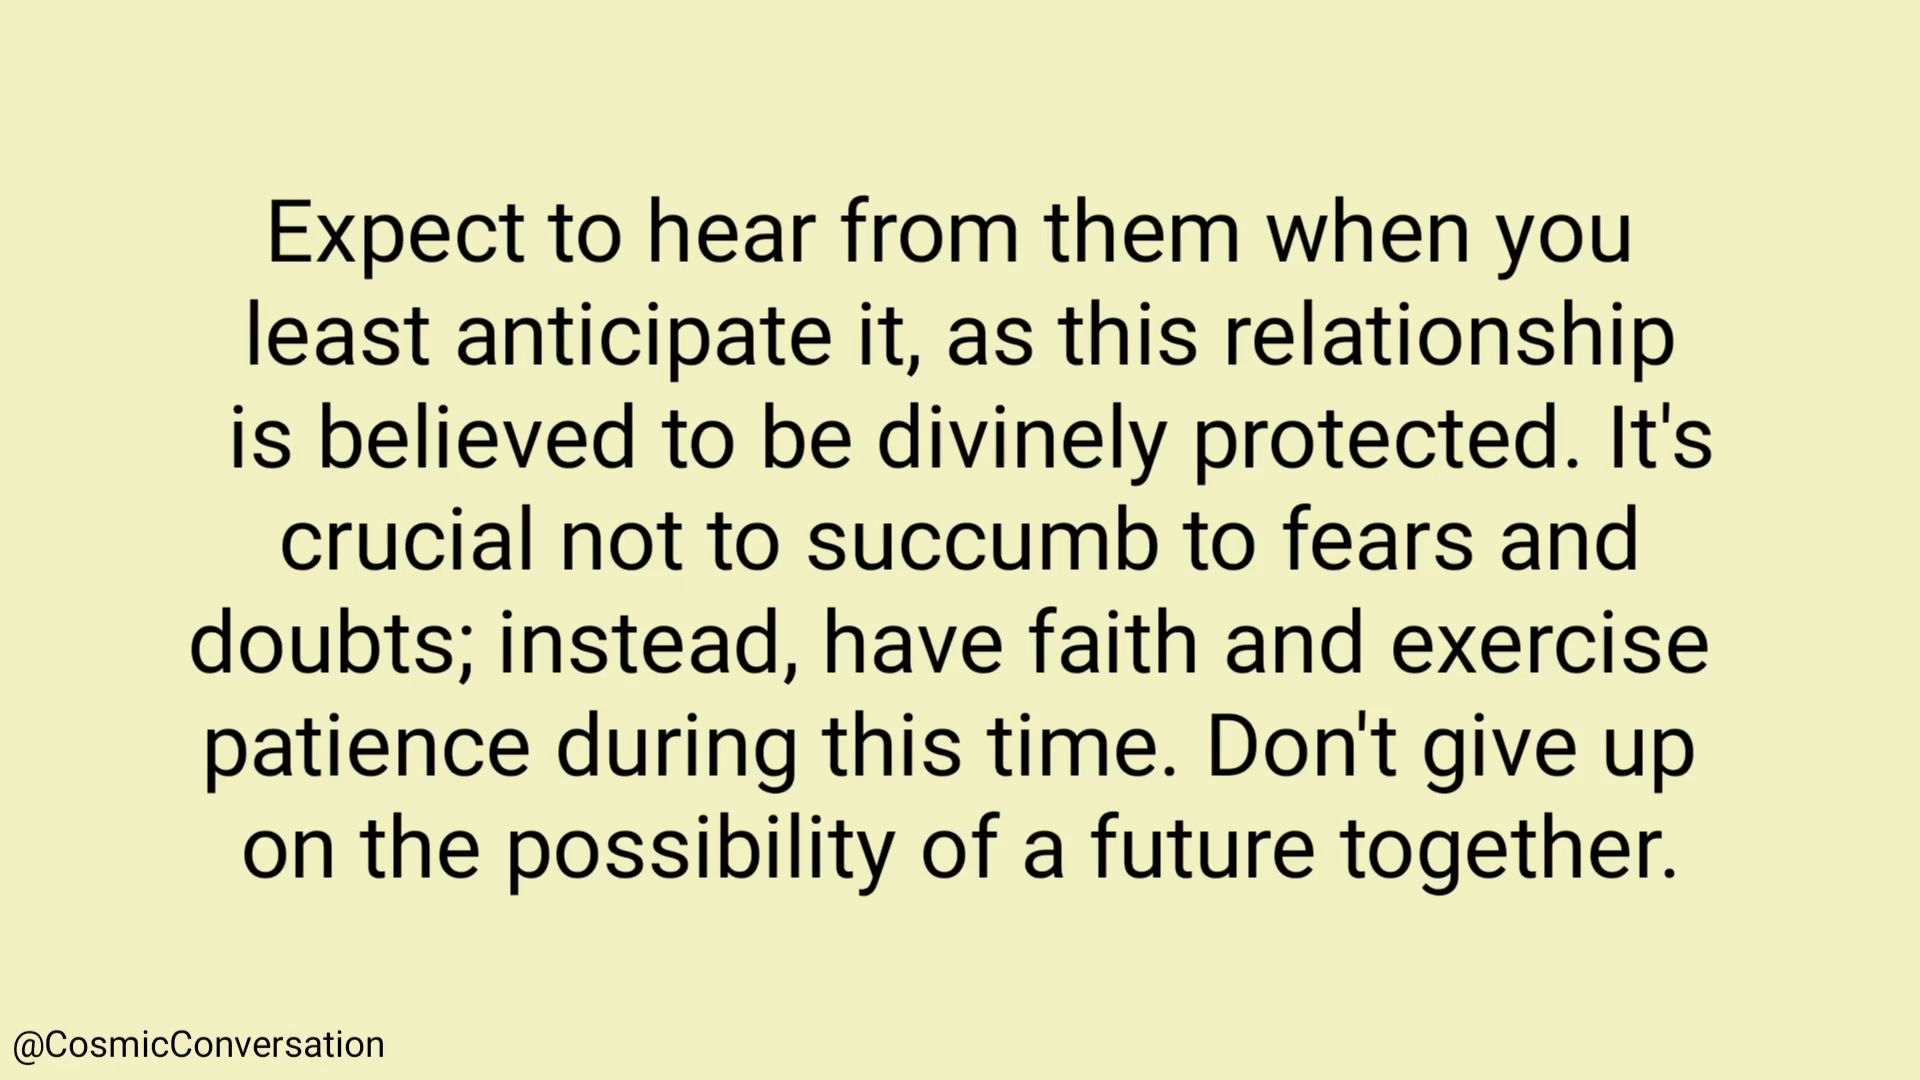 Expect to hear from them when you
least anticipate it, as this relationship
is believed to be divinely protected. It's
crucial not to succumb to fears and
doubts; instead, have faith and exercise
patience during this time. Don't give up
on the possibility of a future together.
@CosmicConversation